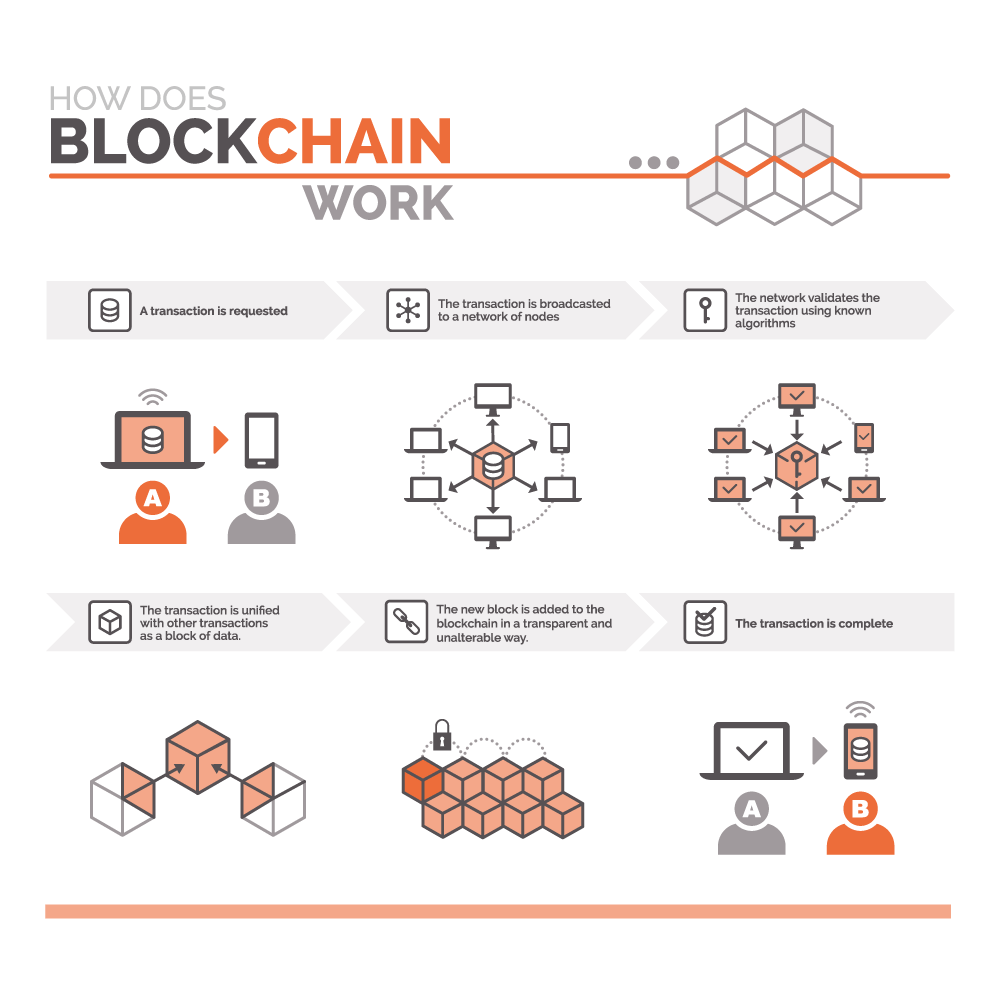 HOW DOES
BLOCKCHAIN
WORK
A transaction is requested
The transaction is broadcasted
to a network of nodes
The network validates the
transaction using known
algorithms
A
B
The transaction is unified
with other transactions
as a block of data.
The new block is added to the
blockchain in a transparent and
unalterable way.
The transaction is complete
A
B